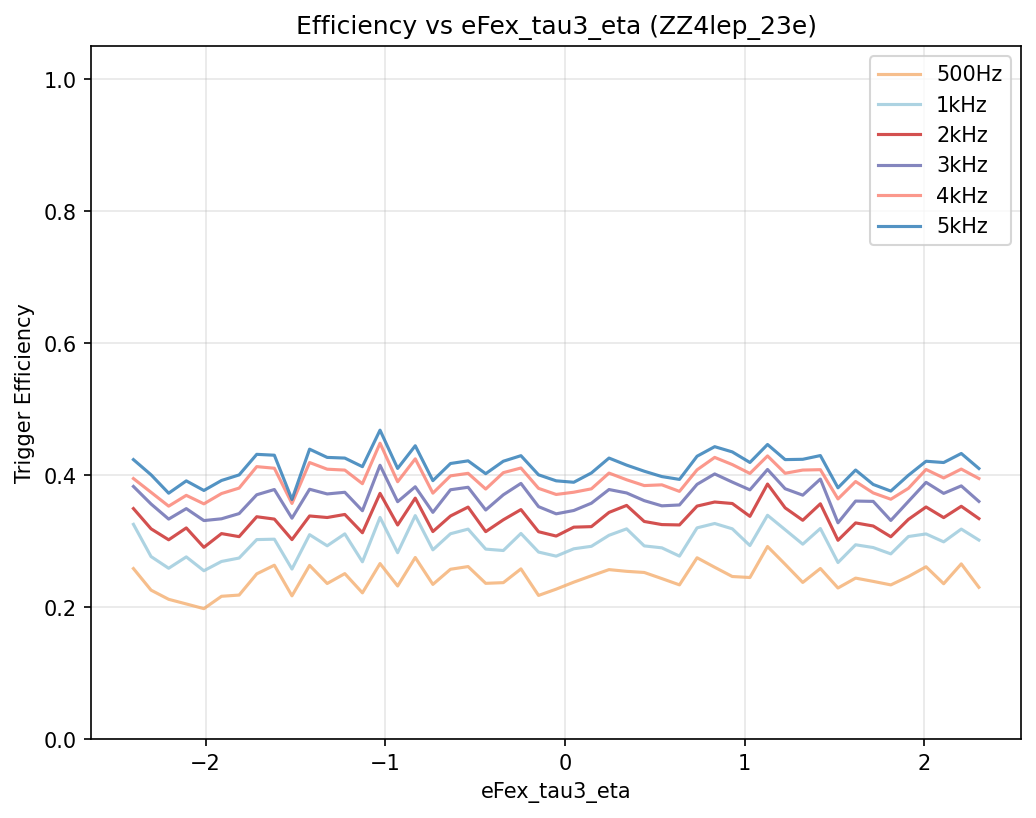 Efficiency vs eFex_tau3_eta (ZZ4lep_23e)
500Hz
1kHz
2kHz
3kHz
4kHz
5kHz
Trigger Efficiency
1.0
0.8
0.6
0.4
0.2
0.0
−2
−1
0
1
2
eFex_tau3_eta